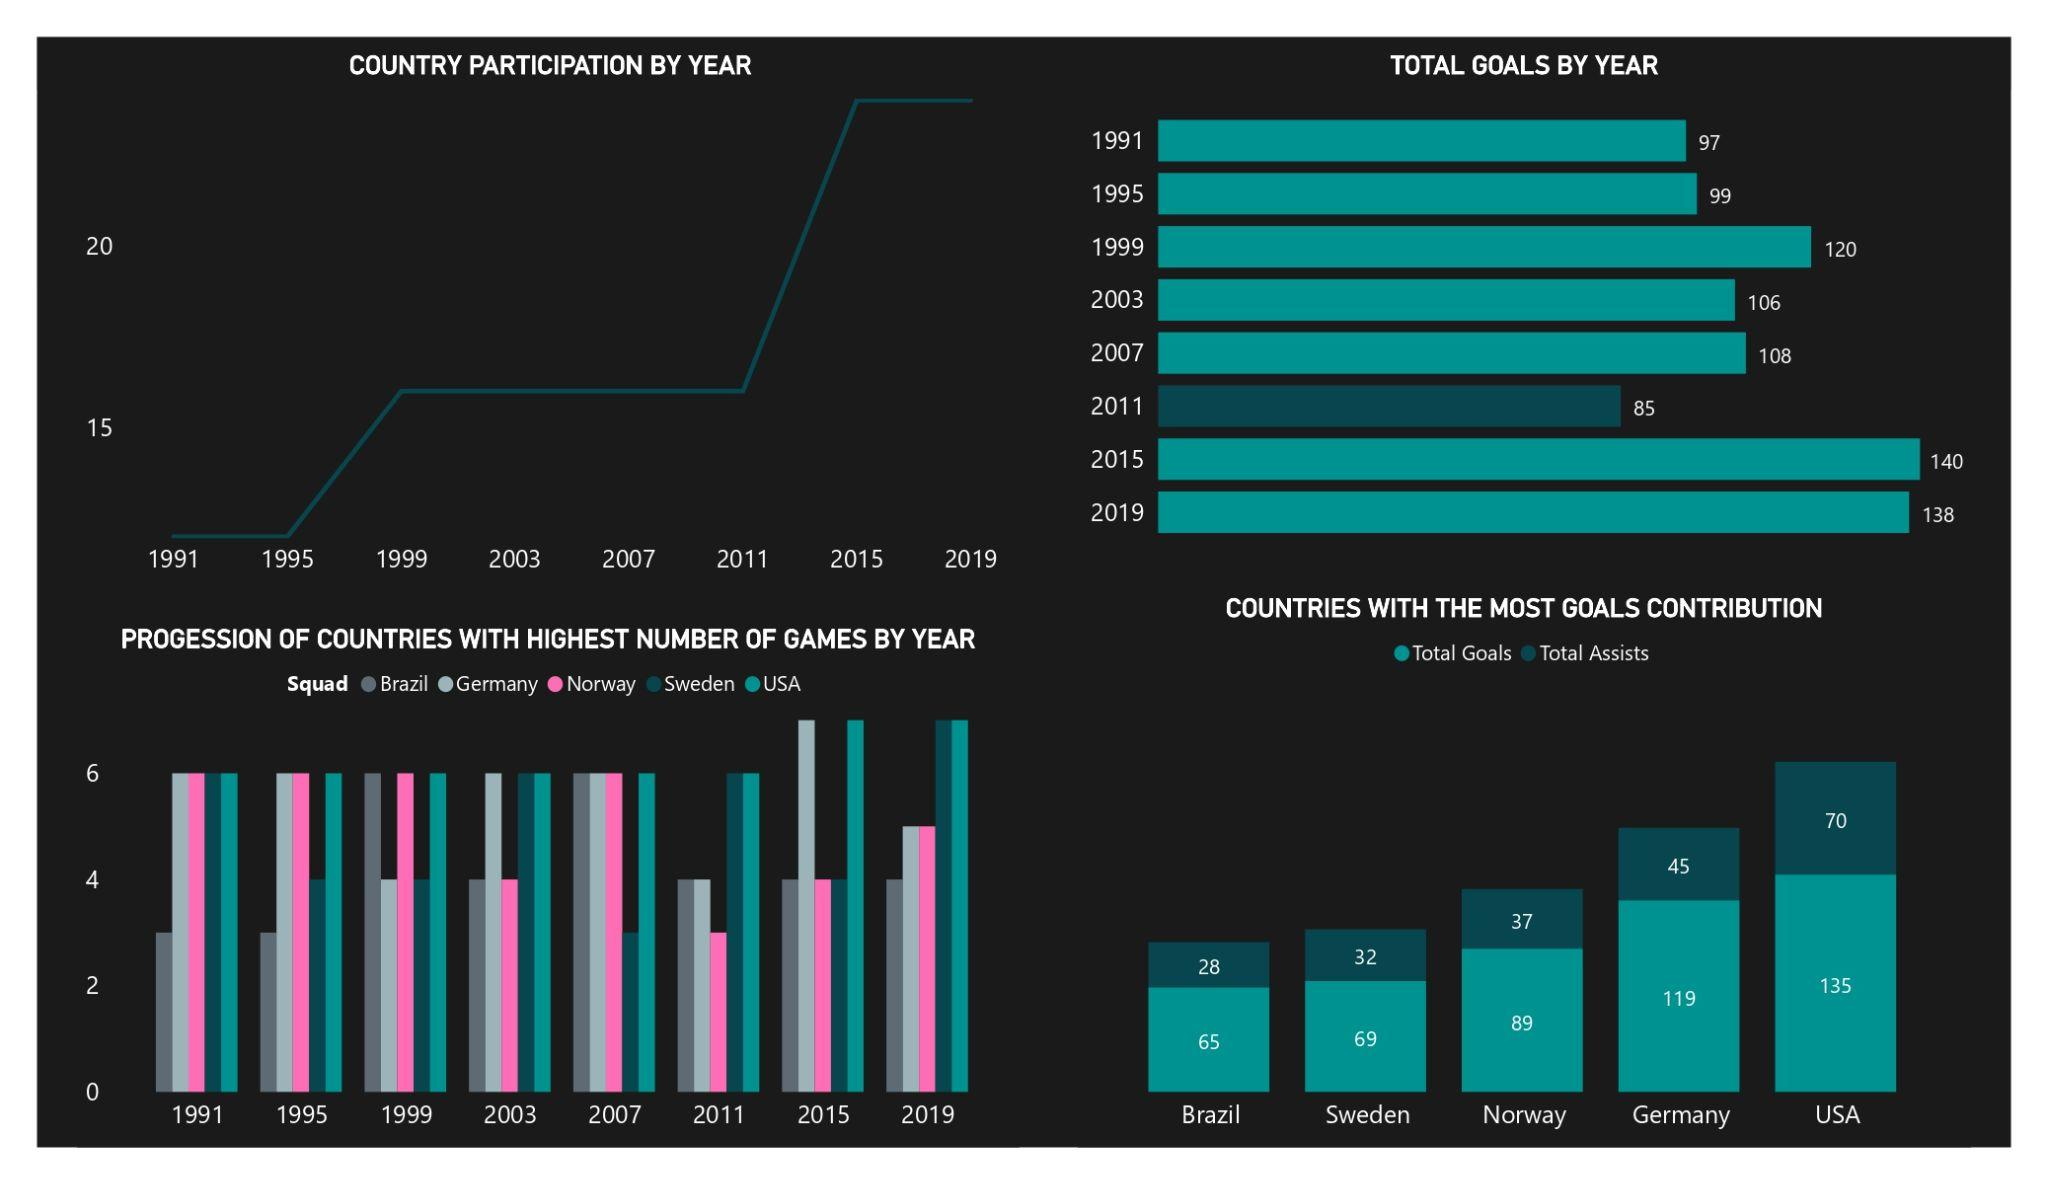 COUNTRY PARTICIPATION BY YEAR
20
15
1991 1995 1999 2003 2007 2011 2015 2019
TOTAL GOALS BY YEAR
1991 97
1995 99
1999 120
2003 106
2007 108
2011 85
2015 140
2019 138
PROGESSION OF COUNTRIES WITH HIGHEST NUMBER OF GAMES BY YEAR
Squad Brazil Germany Norway Sweden USA
6
4
2
0
1991 1995 1999 2003 2007 2011 2015 2019
COUNTRIES WITH THE MOST GOALS CONTRIBUTION
Total Goals Total Assists
28 32 37 45 70
65 69 89 119 135
Brazil Sweden Norway Germany USA